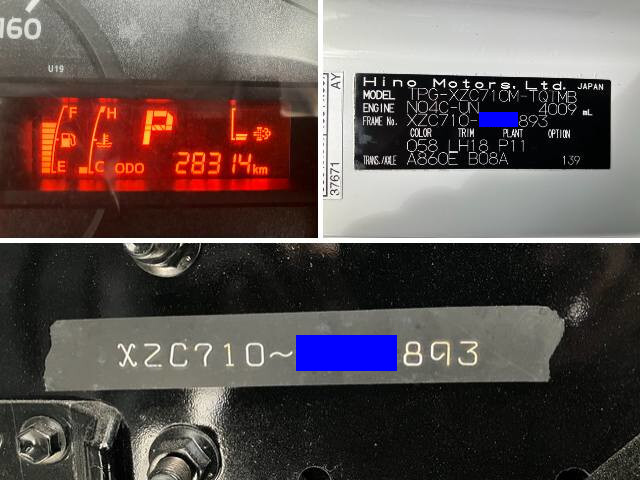 160
U19
F H
P
L
E C ODO 28314km
AY
37671
Hino Motors, Ltd. JAPAN
MODEL TPG-XZC710M-TQTMB
ENGINE N04C-UN 4009 mL
FRAME No. XZC710- 893
COLOR TRIM PLANT OPTION
058 LH18 P11
TRANS./AXLE A860E B08A 139
XZC710~ 893